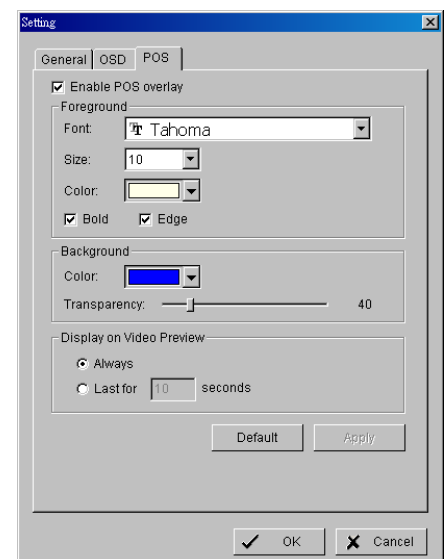 Setting
General OSD POS
Enable POS overlay
Foreground
Font: Tahoma
Size: 10
Color:
Bold Edge
Background
Color:
Transparency: 40
Display on Video Preview
Always
Last for 10 seconds
Default Apply
OK Cancel